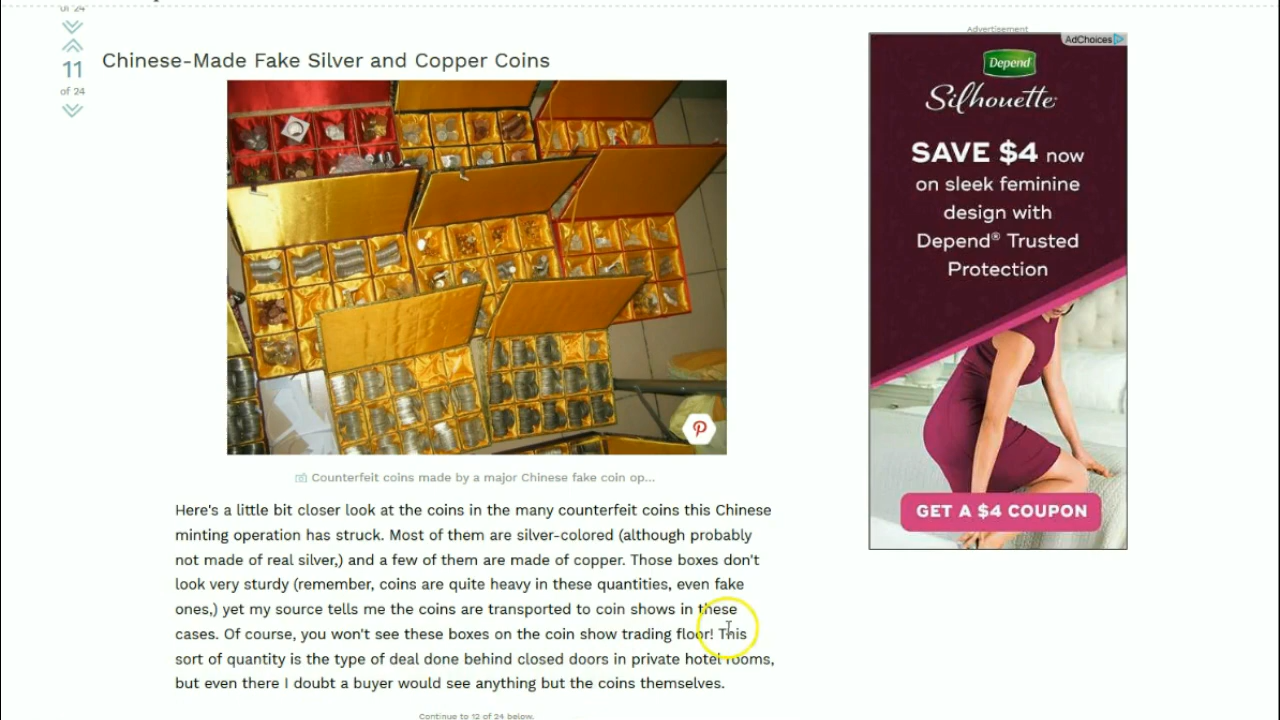 of 24
11
of 24
Chinese-Made Fake Silver and Copper Coins
Counterfeit coins made by a major Chinese fake coin op...
Here's a little bit closer look at the coins in the many counterfeit coins this Chinese
minting operation has struck. Most of them are silver-colored (although probably
not made of real silver,) and a few of them are made of copper. Those boxes don't
look very sturdy (remember, coins are quite heavy in these quantities, even fake
ones,) yet my source tells me the coins are transported to coin shows in these
cases. Of course, you won't see these boxes on the coin show trading floor! This
sort of quantity is the type of deal done behind closed doors in private hotel rooms,
but even there I doubt a buyer would see anything but the coins themselves.
Continue to 12 of 24 below.
Advertisement
AdChoices
Depend
Silhouette
SAVE $4 now
on sleek feminine
design with
Depend® Trusted
Protection
GET A $4 COUPON